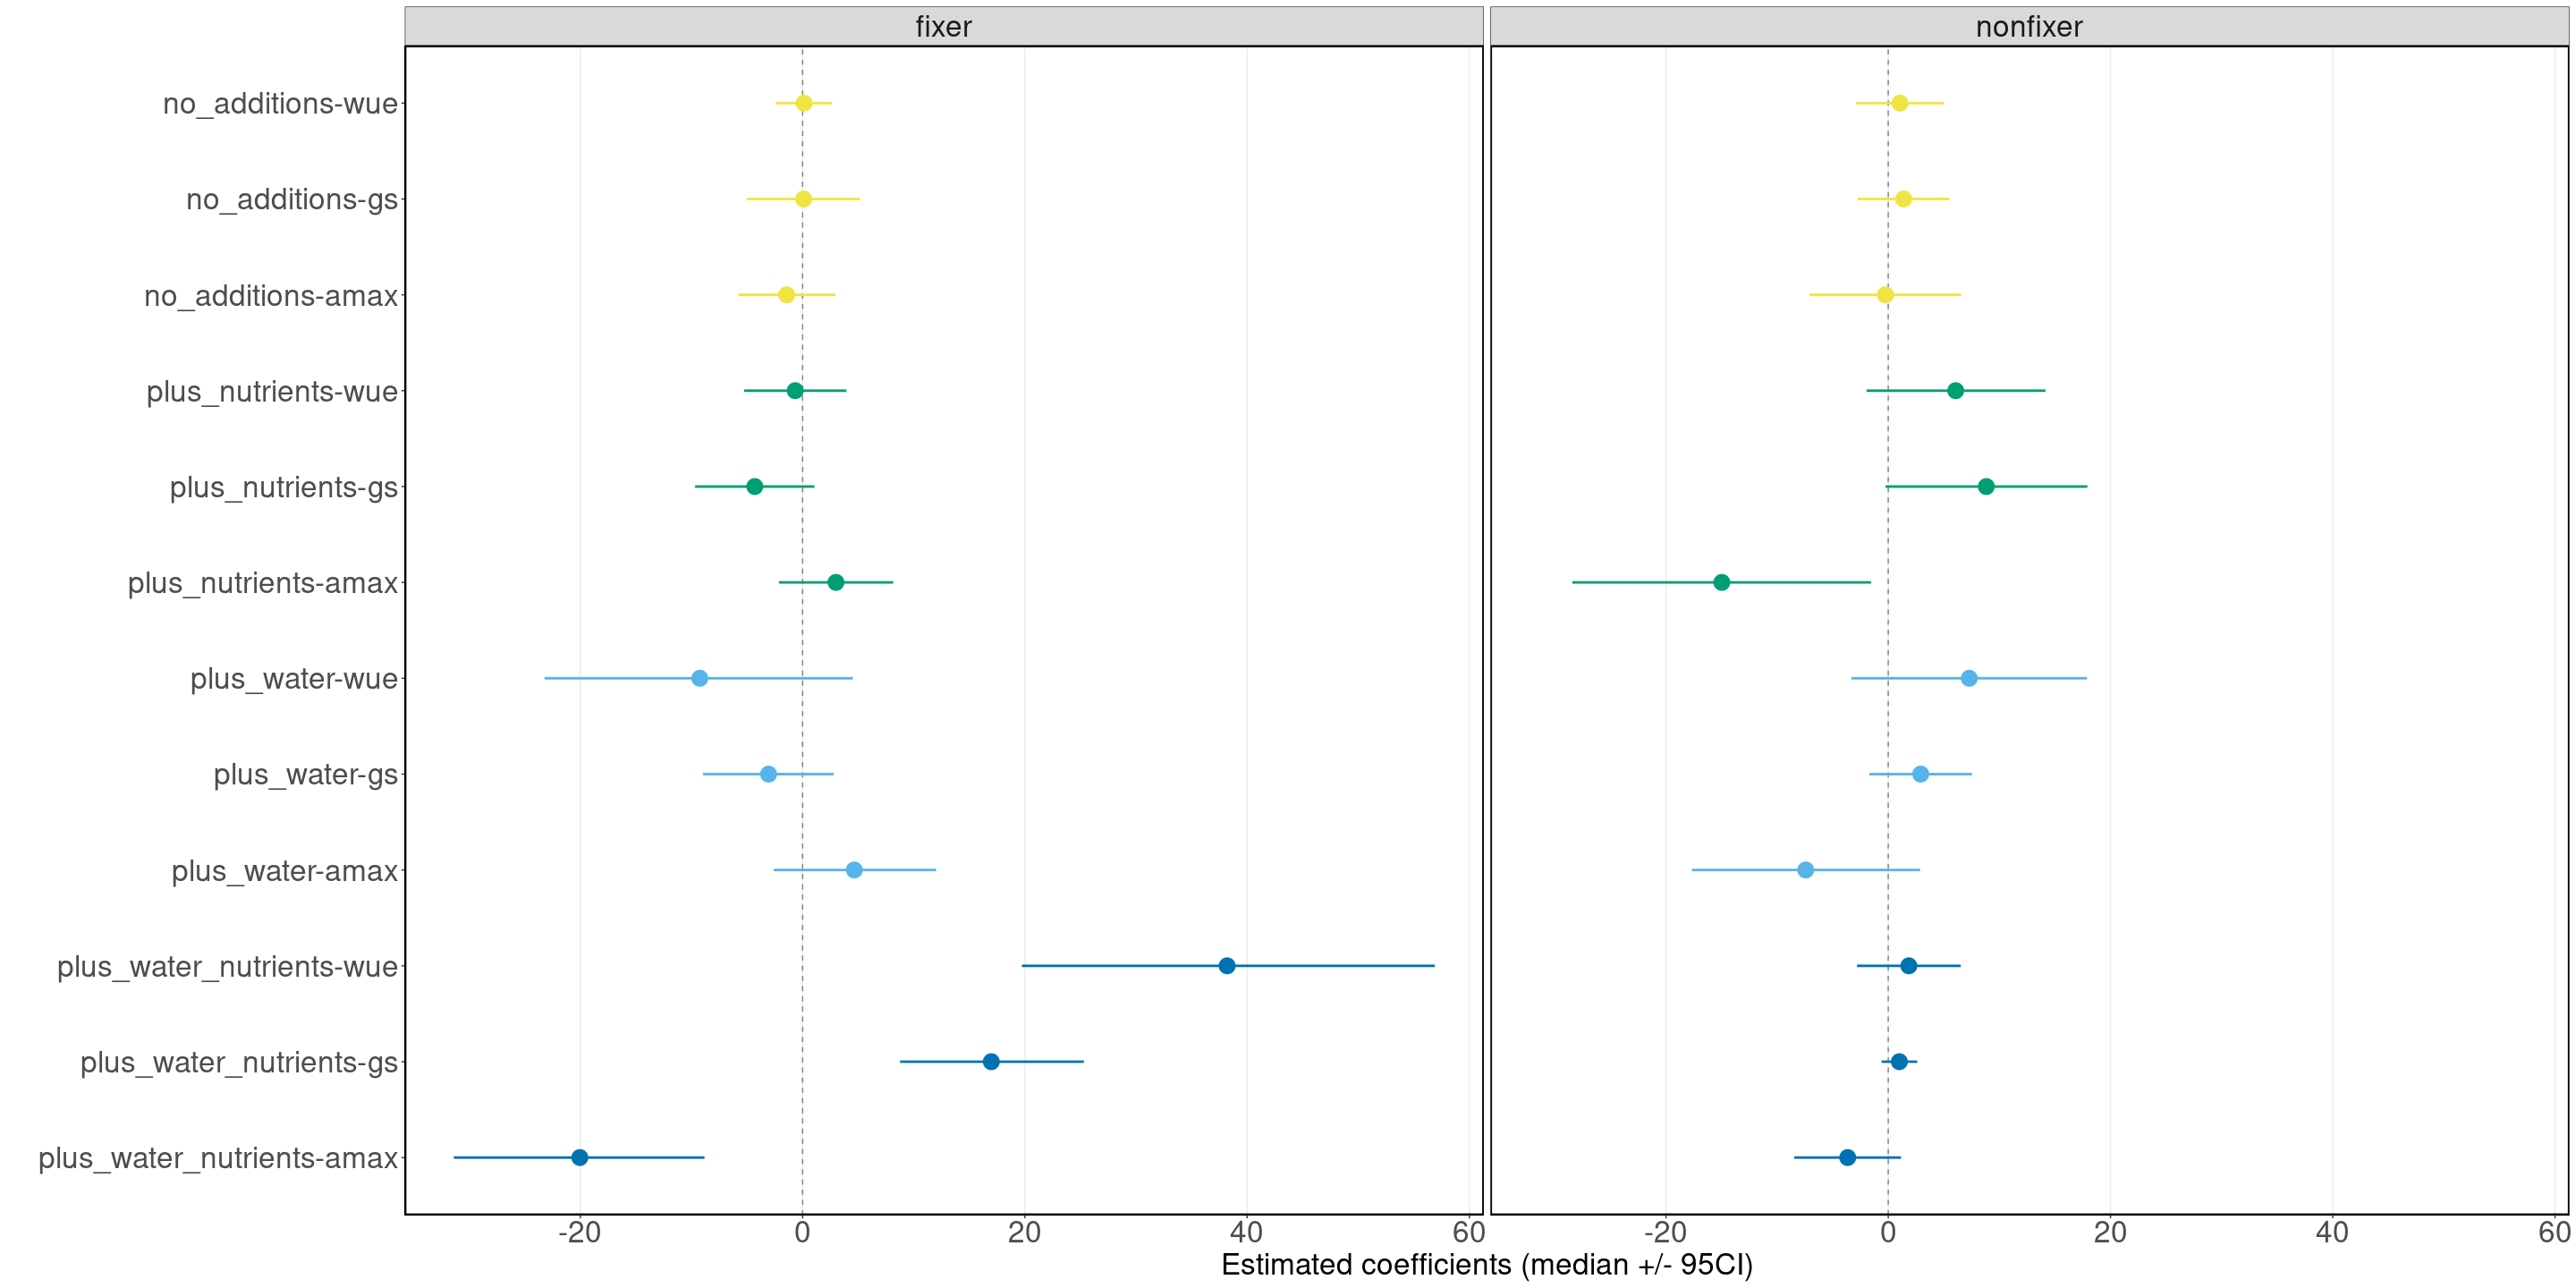 fixer
nonfixer
no_additions-wue
no_additions-gs
no_additions-amax
plus_nutrients-wue
plus_nutrients-gs
plus_nutrients-amax
plus_water-wue
plus_water-gs
plus_water-amax
plus_water_nutrients-wue
plus_water_nutrients-gs
plus_water_nutrients-amax
-20 0 20 40 60 -20 0 20 40 60
Estimated coefficients (median +/- 95CI)